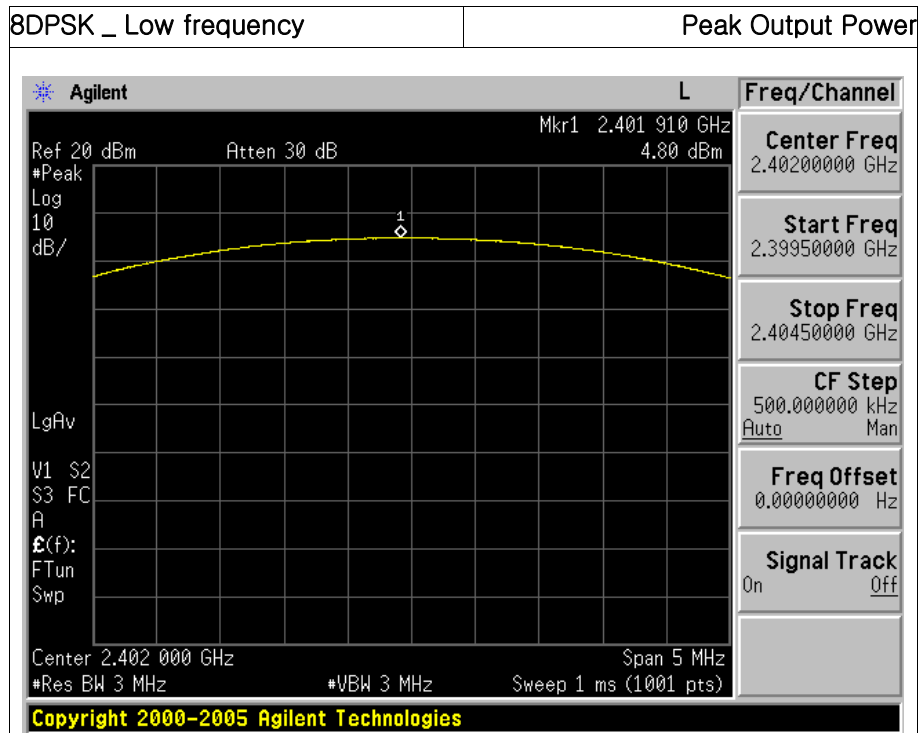 8DPSK _ Low frequency
Peak Output Power
Agilent
L
Freq/Channel
Mkr1 2.401 910 GHz
Ref 20 dBm
Atten 30 dB
4.80 dBm
#Peak
Log
10
dB/
1
LgAv
V1 S2
S3 FC
A
£(f):
FTun
Swp
Center 2.402 000 GHz
Span 5 MHz
#Res BW 3 MHz
#VBW 3 MHz
Sweep 1 ms (1001 pts)
Copyright 2000-2005 Agilent Technologies
Center Freq
2.40200000 GHz
Start Freq
2.39950000 GHz
Stop Freq
2.40450000 GHz
CF Step
500.000000 kHz
Auto Man
Freq Offset
0.00000000 Hz
Signal Track
On Off